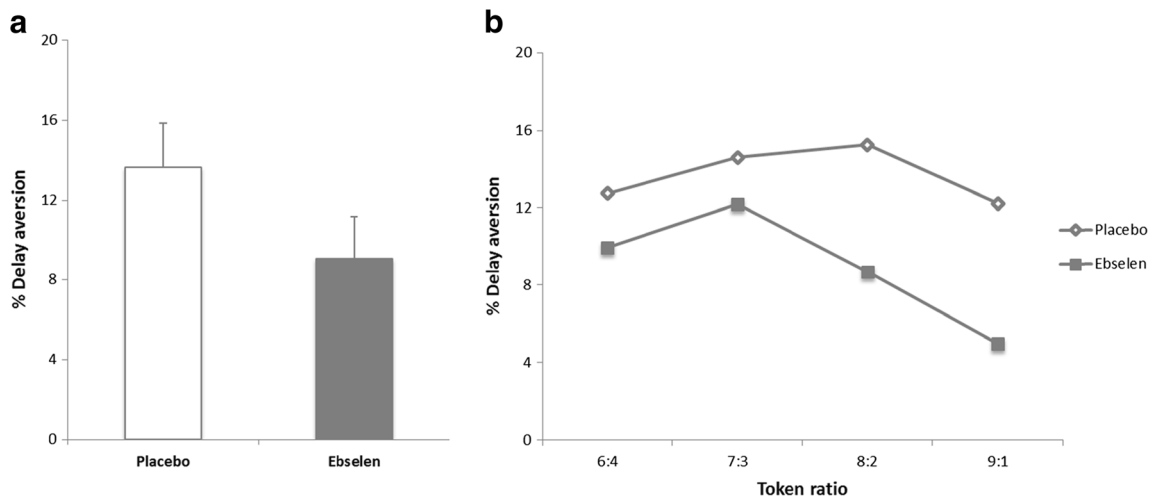 a
20
16
12
8
4
0
% Delay aversion
Placebo
Ebselen
b
20
16
12
8
4
0
% Delay aversion
6:4
7:3
8:2
9:1
Token ratio
Placebo
Ebselen